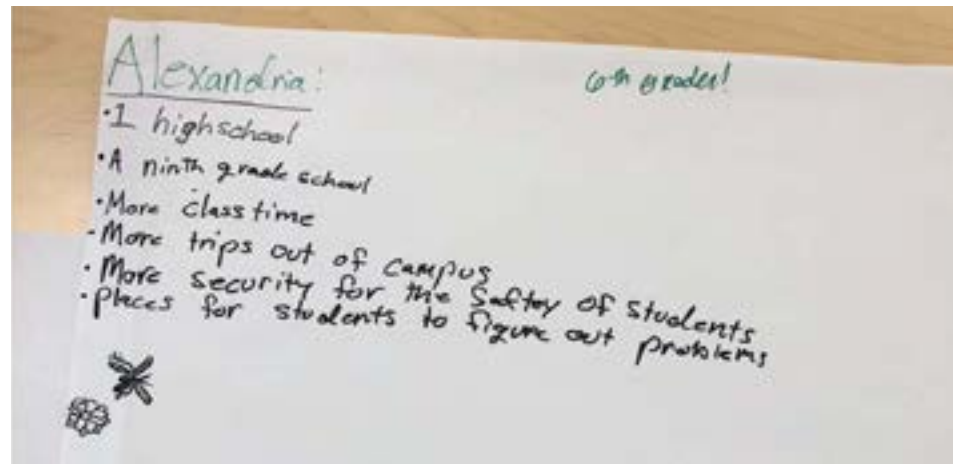 Alexandria:
6th graders!
•1 highschool
•A ninth grade school
•More class time
•More trips out of campus
•More security for the Saftey of Students
•places for students to figure out problems